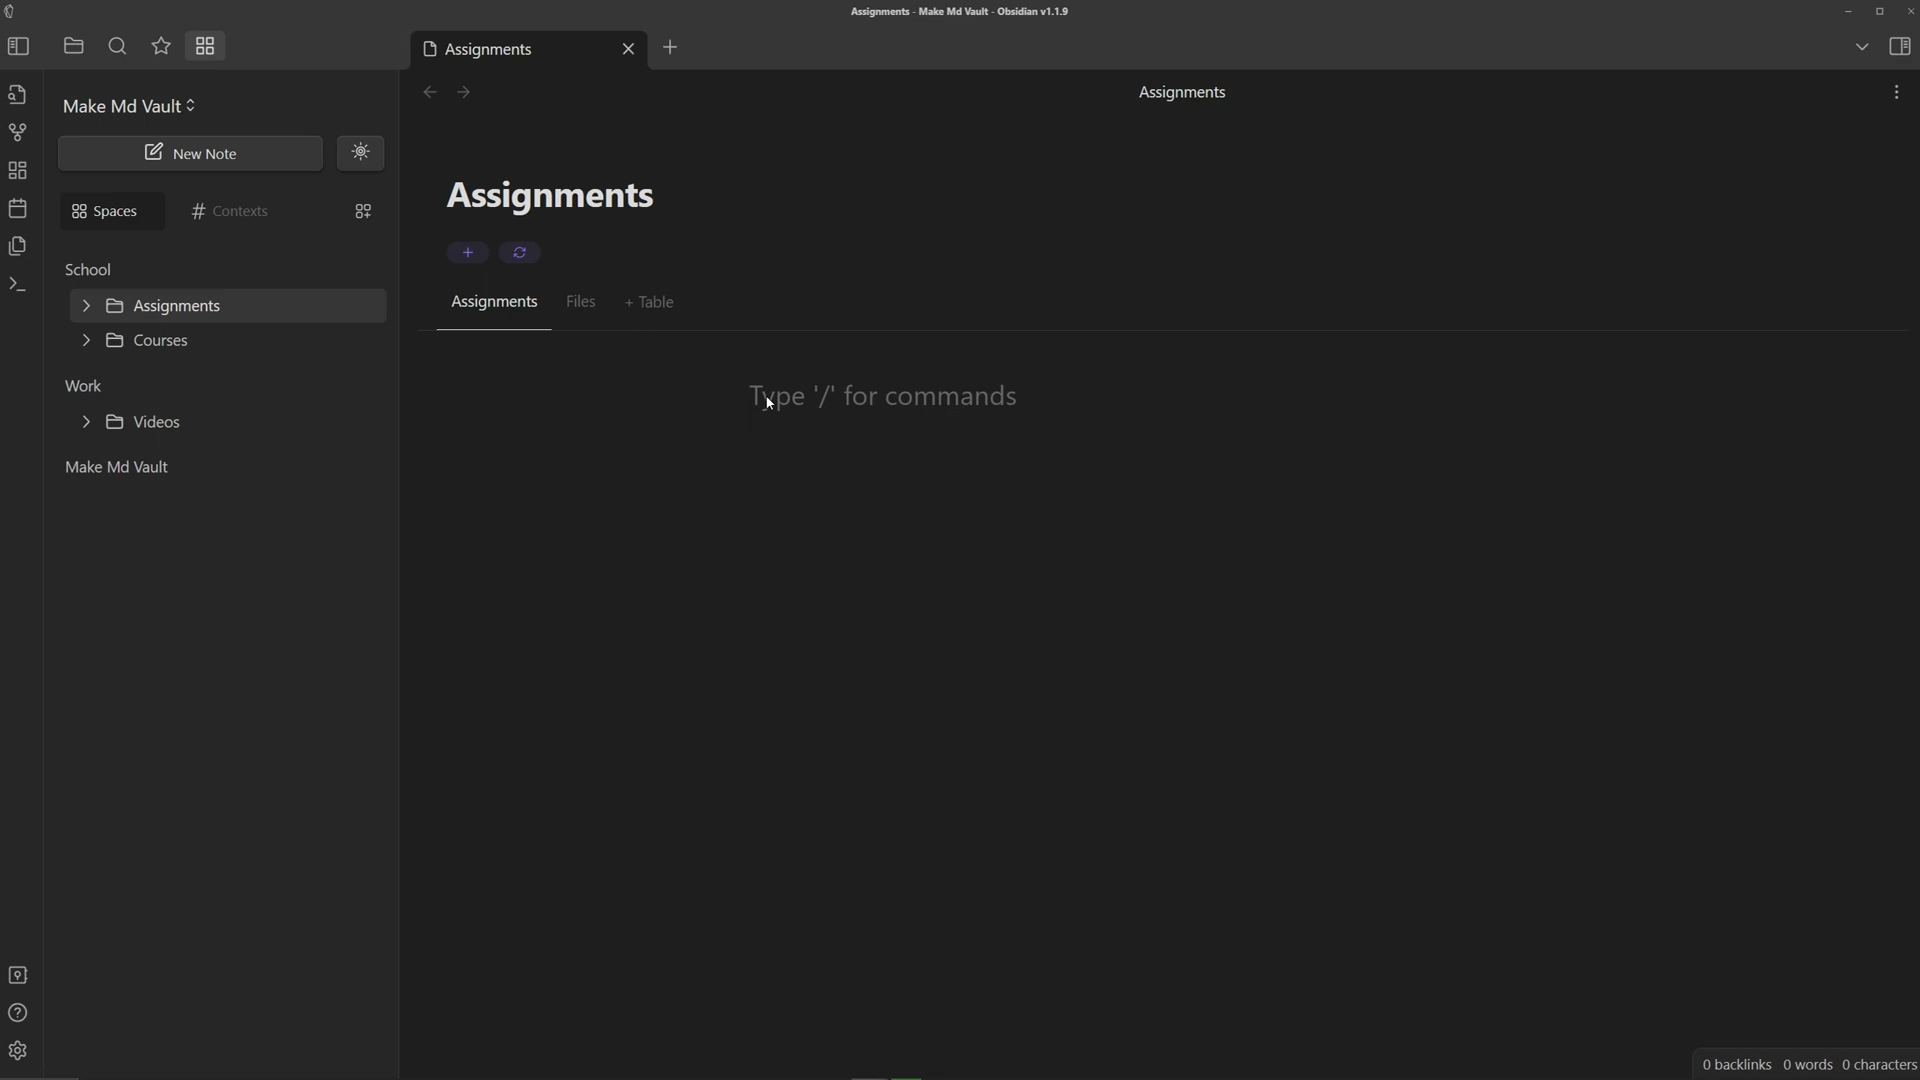 Assignments - Make Md Vault - Obsidian v1.1.9
Assignments
Make Md Vault
Assignments
New Note
Spaces
Contexts
Assignments
School
Assignments
Files
+ Table
Assignments
Courses
Type '/' for commands
Work
Videos
Make Md Vault
0 backlinks 0 words 0 characters